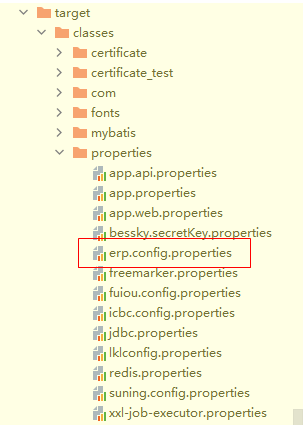 target
classes
certificate
certificate_test
com
fonts
mybatis
properties
app.api.properties
app.properties
app.web.properties
bessky.secretKey.properties
erp.config.properties
freemarker.properties
fuiou.config.properties
icbc.config.properties
jdbc.properties
lklconfig.properties
redis.properties
suning.config.properties
xxl-job-executor.properties